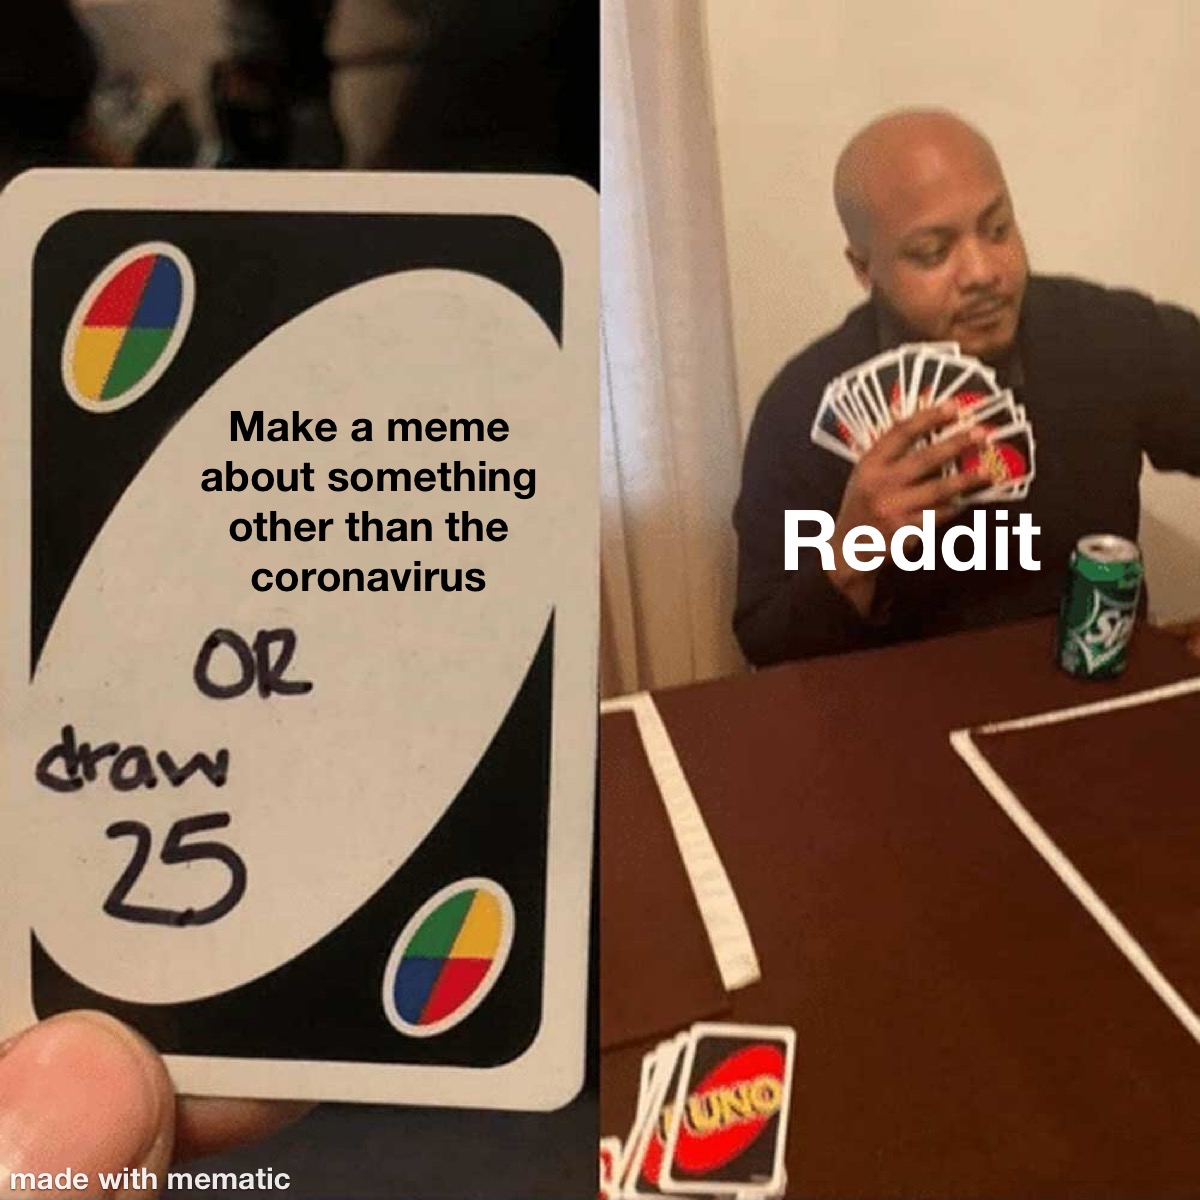 Make a meme
about something
other than the
coronavirus
OR
draw
25
Reddit
UNO
made with mematic